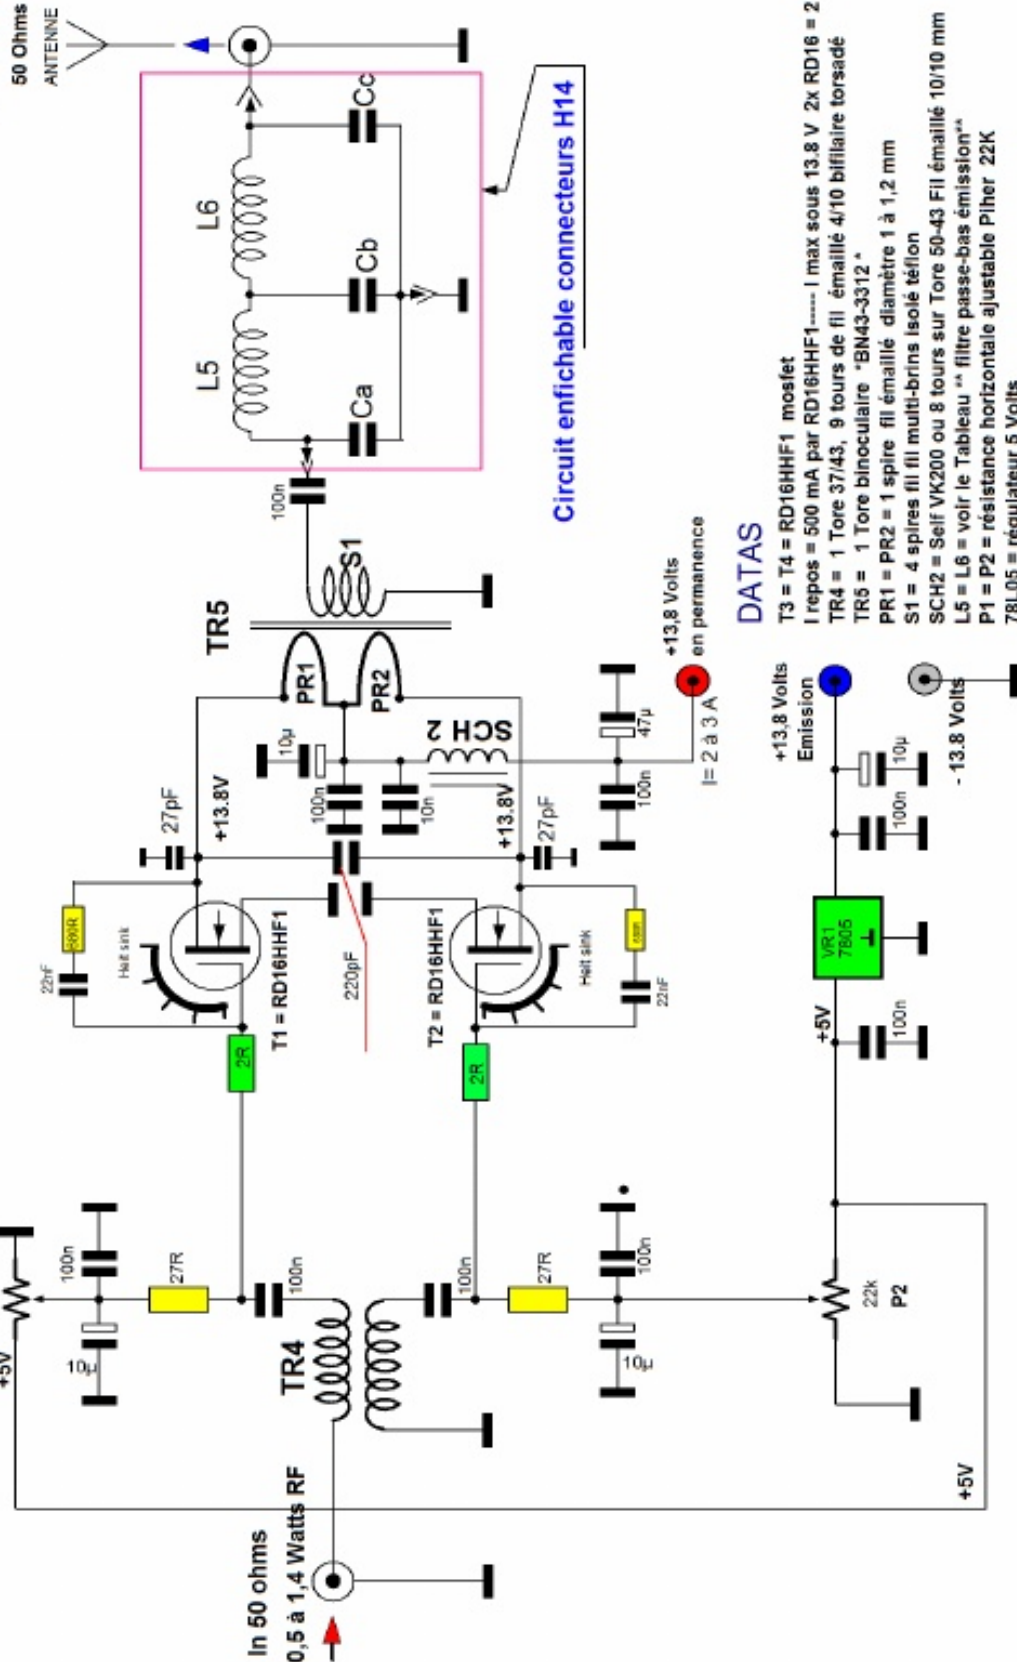 50 Ohms
ANTENNE
L5
L6
Ca
Cb
Cc
Circuit enfichable connecteurs H14
100n
S1
TR5
PR1
PR2
SCH 2
10µ
100n
10n
+13.8V
+13.8V
27pF
27pF
47µ
100n
I= 2 à 3 A
+13,8 Volts
en permanence
22nF
680R
Heit sink
T1 = RD16HHF1
220pF
T2 = RD16HHF1
Heit sink
22nF
2R
2R
100n
10µ
27R
100n
TR4
100n
27R
100n
10µ
+5V
In 50 ohms
0,5 à 1,4 Watts RF
22k
P2
+5V
+5V
100n
VR1
7805
100n
10µ
+13,8 Volts
Emission
- 13.8 Volts
DATAS
T3 = T4 = RD16HHF1 mosfet
I repos = 500 mA par RD16HHF1----- I max sous 13.8 V 2x RD16 = 2
TR4 = 1 Tore 37/43, 9 tours de fil émaillé 4/10 bifilaire torsadé
TR5 = 1 Tore binoculaire "BN43-3312 *
PR1 = PR2 = 1 spire fil émaillé diamètre 1 à 1,2 mm
S1 = 4 spires fil fil multi-brins isolé téflon
SCH2 = Self VK200 ou 8 tours sur Tore 50-43 Fil émaillé 10/10 mm
L5 = L6 = voir le Tableau ** filtre passe-bas émission**
P1 = P2 = résistance horizontale ajustable Piher 22K
78L05 = régulateur 5 Volts